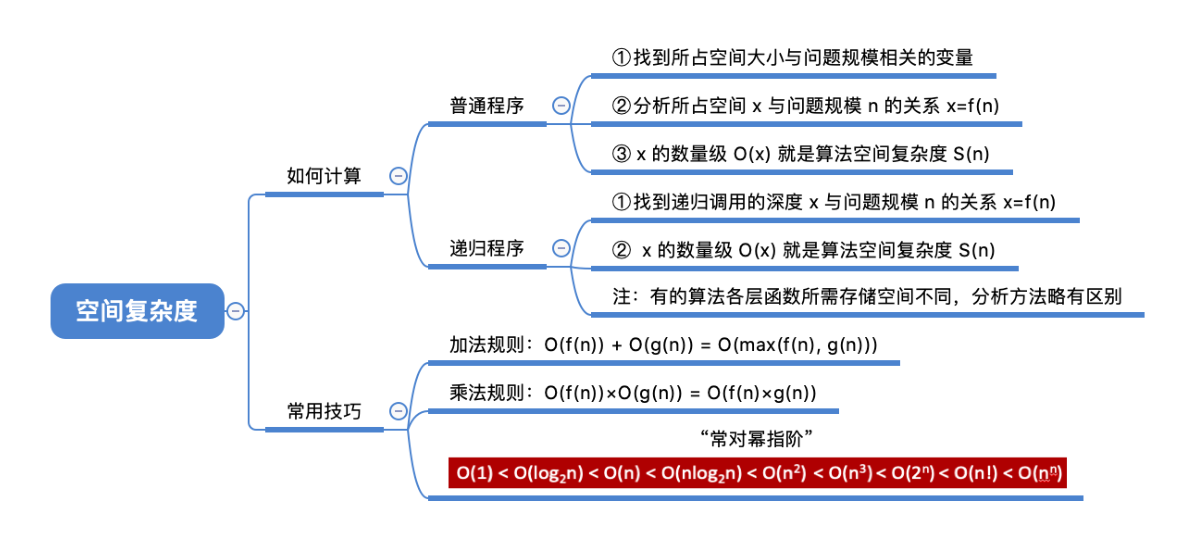 空间复杂度
如何计算
普通程序
①找到所占空间大小与问题规模相关的变量
②分析所占空间 x 与问题规模 n 的关系 x=f(n)
③ x 的数量级 O(x) 就是算法空间复杂度 S(n)
递归程序
①找到递归调用的深度 x 与问题规模 n 的关系 x=f(n)
② x 的数量级 O(x) 就是算法空间复杂度 S(n)
注：有的算法各层函数所需存储空间不同，分析方法略有区别
常用技巧
加法规则：O(f(n)) + O(g(n)) = O(max(f(n), g(n)))
乘法规则：O(f(n))×O(g(n)) = O(f(n)×g(n))
“常对幂指阶”
O(1) < O(log₂n) < O(n) < O(nlog₂n) < O(n²) < O(n³) < O(2ⁿ) < O(n!) < O(nⁿ)